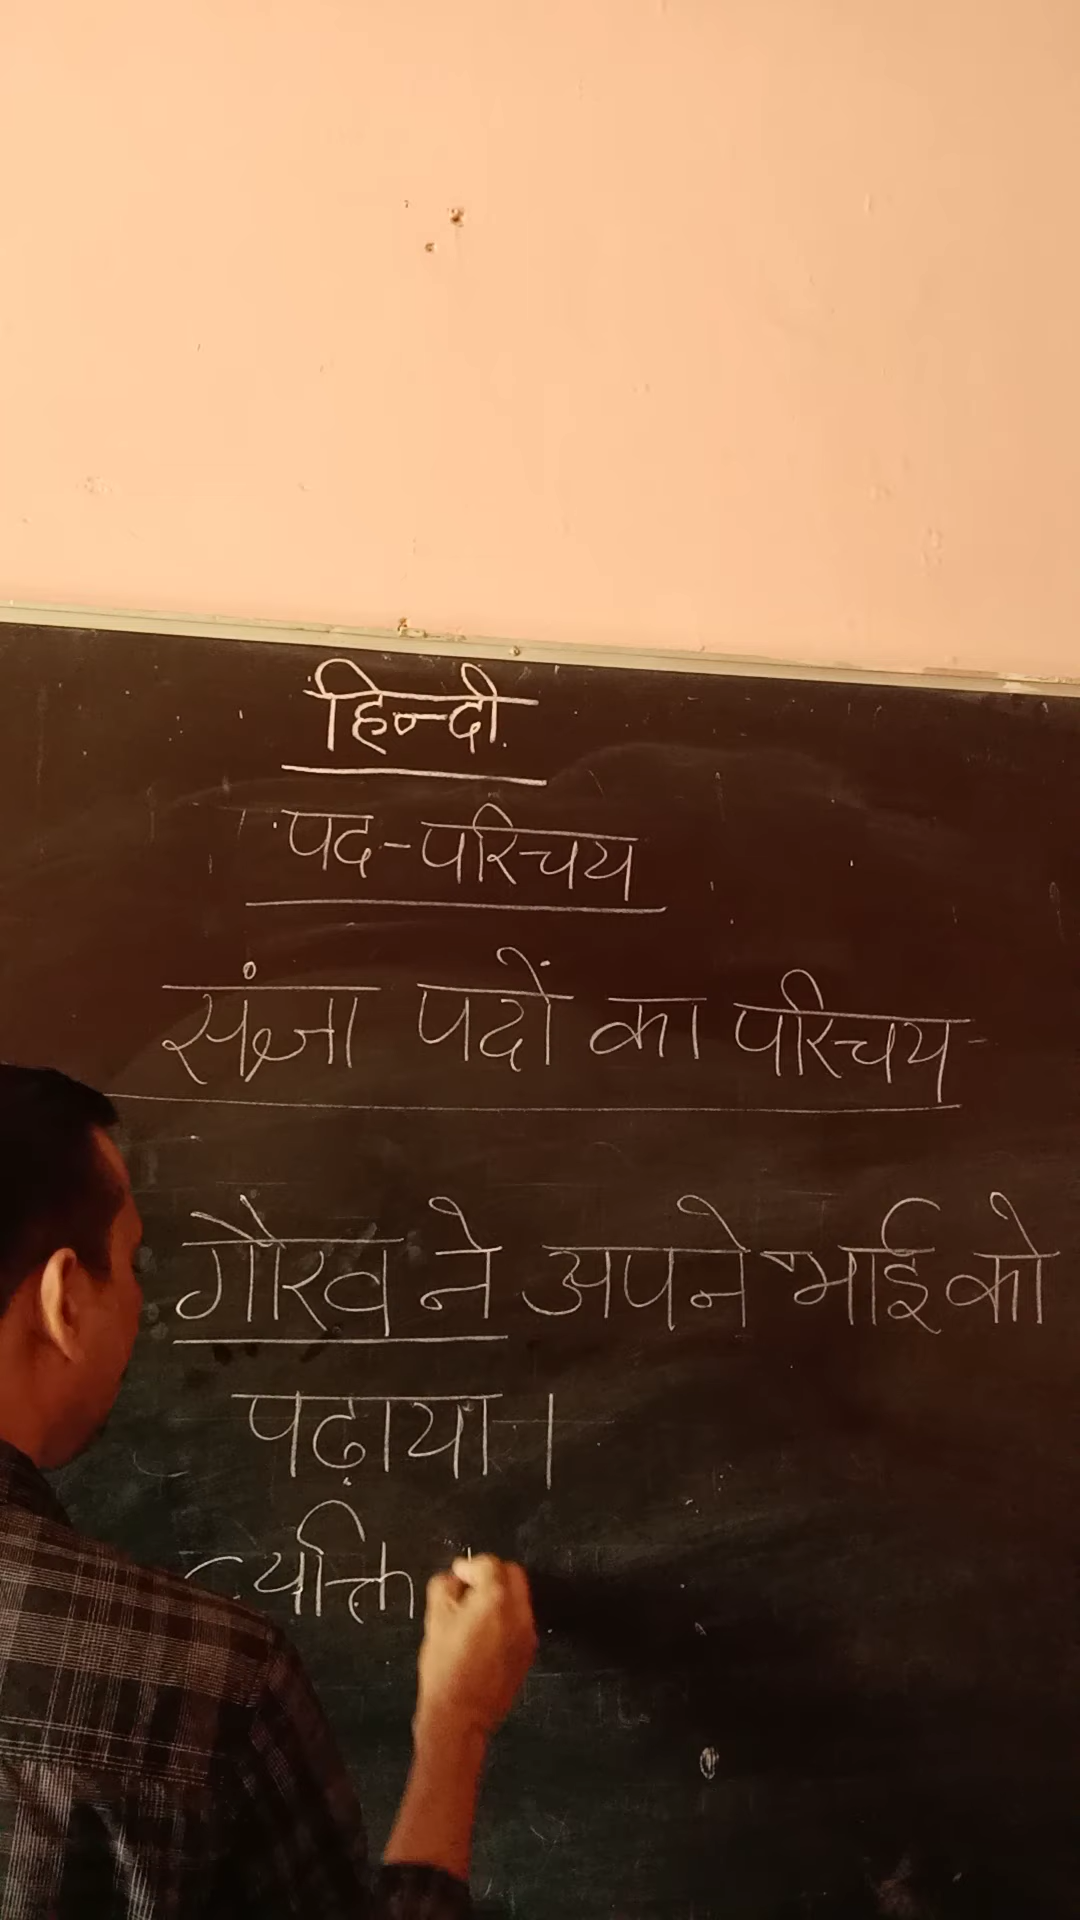 हिन्दी
पद-परिचय
संज्ञा पदों का परिचय-
गौरव ने अपने भाई को
पढ़ाया।
व्यक्ति